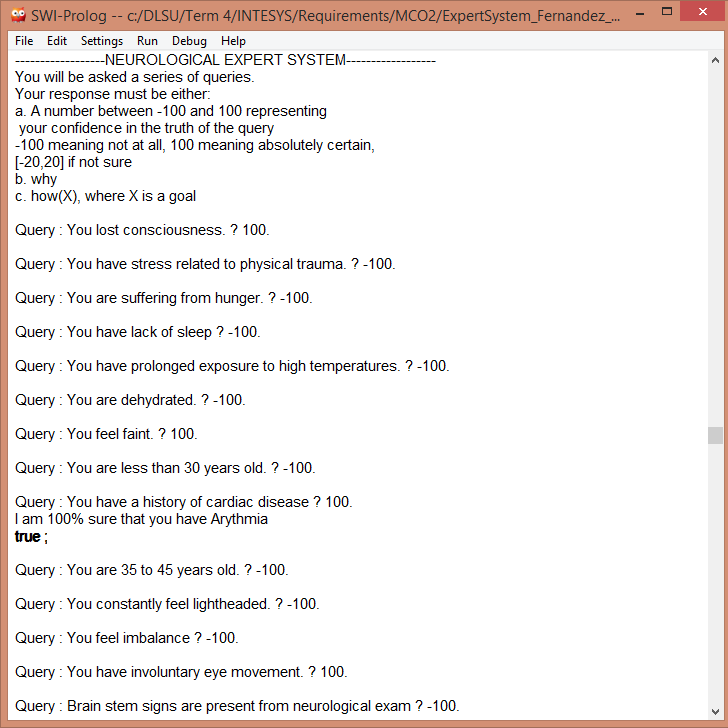 SWI-Prolog -- c:/DLSU/Term 4/INTESYS/Requirements/MCO2/ExpertSystem_Fernandez_...
File Edit Settings Run Debug Help
------------------NEUROLOGICAL EXPERT SYSTEM------------------
You will be asked a series of queries.
Your response must be either:
a. A number between -100 and 100 representing
your confidence in the truth of the query
-100 meaning not at all, 100 meaning absolutely certain,
[-20,20] if not sure
b. why
c. how(X), where X is a goal
Query : You lost consciousness. ? 100.
Query : You have stress related to physical trauma. ? -100.
Query : You are suffering from hunger. ? -100.
Query : You have lack of sleep ? -100.
Query : You have prolonged exposure to high temperatures. ? -100.
Query : You are dehydrated. ? -100.
Query : You feel faint. ? 100.
Query : You are less than 30 years old. ? -100.
Query : You have a history of cardiac disease ? 100.
I am 100% sure that you have Arythmia
true ;
Query : You are 35 to 45 years old. ? -100.
Query : You constantly feel lightheaded. ? -100.
Query : You feel imbalance ? -100.
Query : You have involuntary eye movement. ? 100.
Query : Brain stem signs are present from neurological exam ? -100.